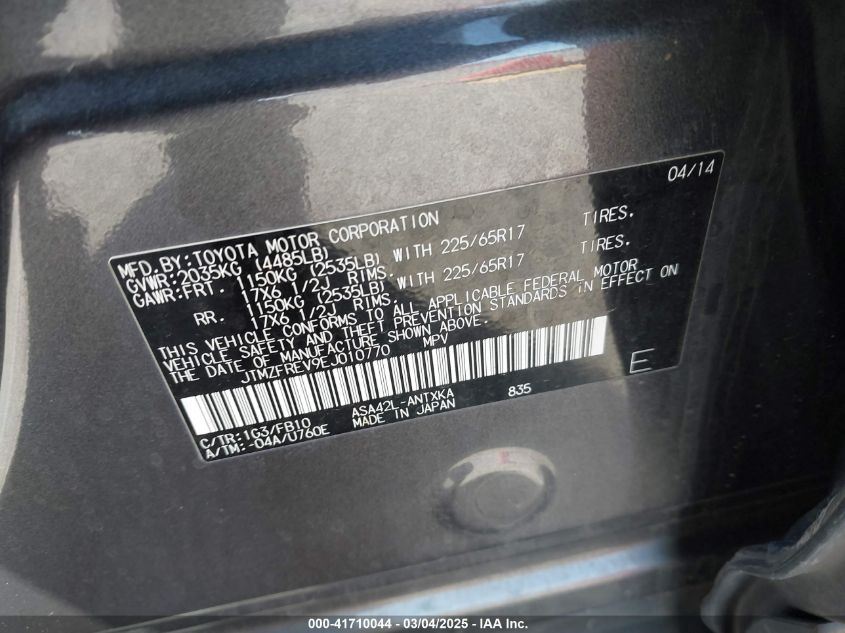 04/14
MFD. BY: TOYOTA MOTOR CORPORATION
GVWR: 2035KG (4485LB)
GAWR: FRT. 1150KG (2535LB) WITH 225/65R17 TIRES.
17X6 1/2J RIMS.
RR. 1150KG (2535LB) WITH 225/65R17 TIRES.
17X6 1/2J RIMS.
THIS VEHICLE CONFORMS TO ALL APPLICABLE FEDERAL MOTOR
VEHICLE SAFETY AND THEFT PREVENTION STANDARDS IN EFFECT ON
THE DATE OF MANUFACTURE SHOWN ABOVE.
JTMZFREV9EJ010770 MPV
E
C/TR: 1G3/FB10 ASA42L-ANTXKA 835
A/TM: -04A/U760E MADE IN JAPAN
000-41710044 — 03/04/2025 — IAA Inc.